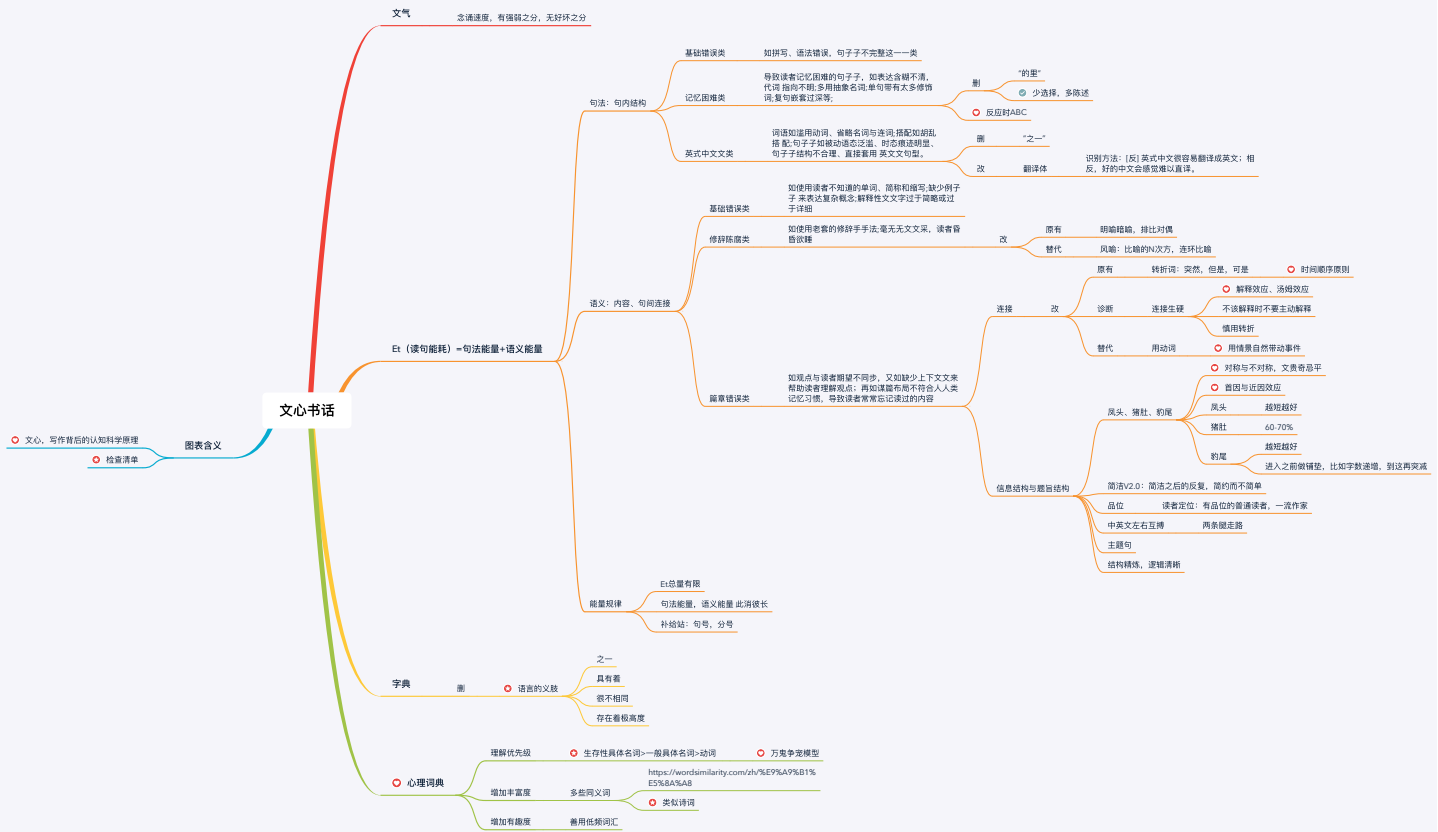 文气
念诵速度，有强弱之分，无好坏之分
文心书话
Et（读句能耗）=句法能量+语义能量
句法：句内结构
基础错误类
如拼写、语法错误，句子子不完整这一一类
记忆困难类
导致读者记忆困难的句子子，如表达含糊不清，
代词 指向不明;多用抽象名词;单句带有太多修饰
词;复句嵌套过深等;
删
“的里”
少选择，多陈述
反应时ABC
英式中文文类
词语如滥用动词、省略名词与连词;搭配如胡乱
搭 配;句子子如被动语态泛滥、时态痕迹明显、
句子子结构不合理、直接套用 英文文句型。
删
“之一”
改
翻译体
识别方法：[反] 英式中文很容易翻译成英文；相
反，好的中文会感觉难以直译。
语义：内容、句间连接
基础错误类
如使用读者不知道的单词、简称和缩写;缺少例子
子 来表达复杂概念;解释性文文字过于简略或过
于详细
修辞陈腐类
如使用老套的修辞手手法;毫无无文文采，读者昏
昏欲睡
改
原有
明喻暗喻，排比对偶
替代
风喻：比喻的N次方，连环比喻
篇章错误类
如观点与读者期望不同步，又如缺少上下文文来
帮助读者理解观点；再如谋篇布局不符合人人类
记忆习惯，导致读者常常忘记读过的内容
连接
改
原有
转折词：突然，但是，可是
时间顺序原则
诊断
连接生硬
解释效应、汤姆效应
不该解释时不要主动解释
慎用转折
替代
用动词
用情景自然带动事件
信息结构与题旨结构
凤头、猪肚、豹尾
对称与不对称，文贵奇忌平
首因与近因效应
凤头
越短越好
猪肚
60-70%
豹尾
越短越好
进入之前做铺垫，比如字数递增，到这再突减
简洁V2.0：简洁之后的反复，简约而不简单
品位
读者定位：有品位的普通读者，一流作家
中英文左右互搏
两条腿走路
主题句
结构精炼，逻辑清晰
能量规律
Et总量有限
句法能量，语义能量 此消彼长
补给站：句号，分号
字典
删
语言的义肢
之一
具有着
很不相同
存在着极高度
心理词典
理解优先级
生存性具体名词>一般具体名词>动词
万鬼争宠模型
增加丰富度
多些同义词
https://wordsimilarity.com/zh/%E9%A9%B1%
E5%8A%A8
类似诗词
增加有趣度
善用低频词汇
图表含义
文心，写作背后的认知科学原理
检查清单